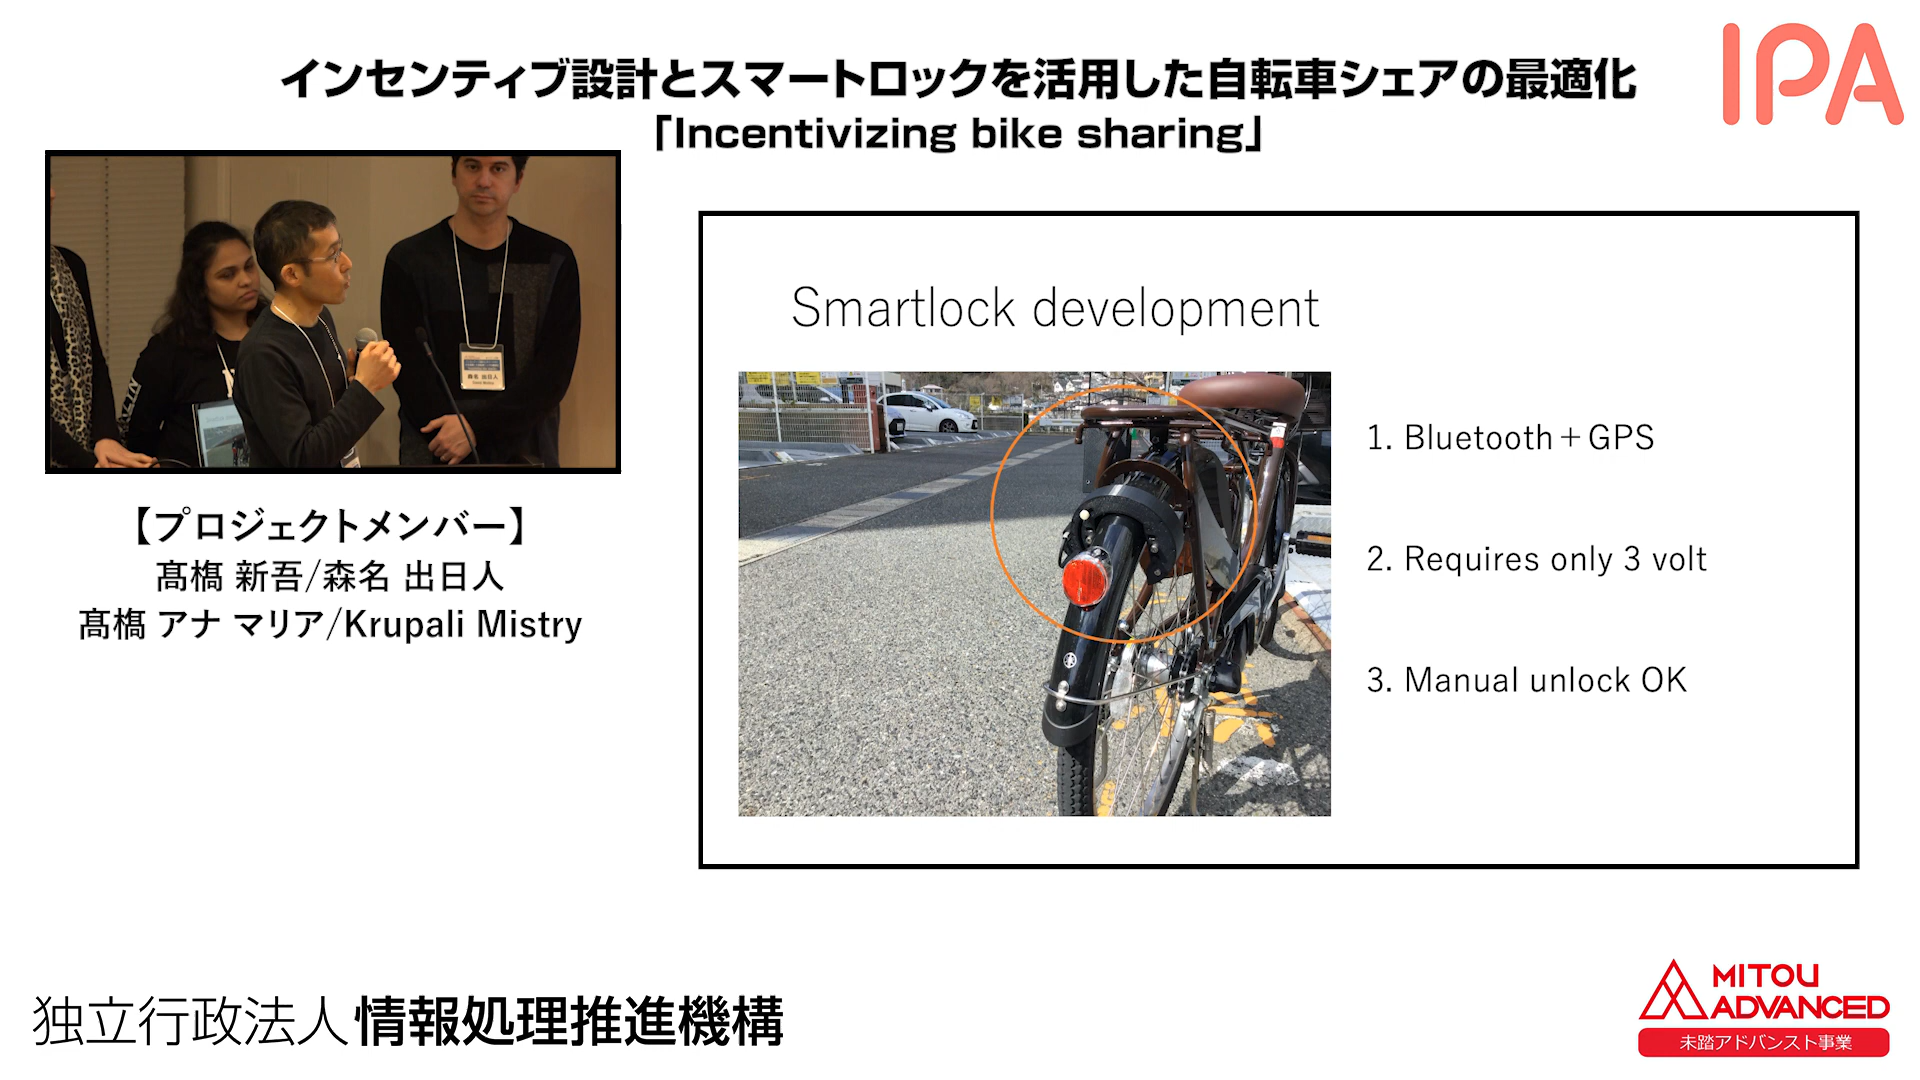 インセンティブ設計とスマートロックを活用した自転車シェアの最適化
「Incentivizing bike sharing」
IPA
【プロジェクトメンバー】
髙橋 新吾/森名 出日人
髙橋 アナ マリア/Krupali Mistry
Smartlock development
1. Bluetooth＋GPS
2. Requires only 3 volt
3. Manual unlock OK
森名 出日人
独立行政法人情報処理推進機構
MITOU
ADVANCED
未踏アドバンスト事業